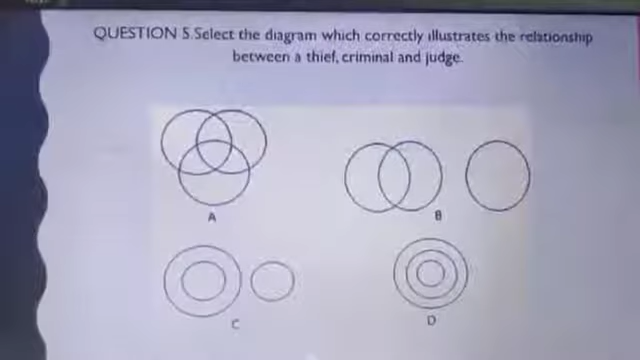 QUESTION 5.Select the diagram which correctly illustrates the relationship
between a thief, criminal and judge.
A
B
C
D